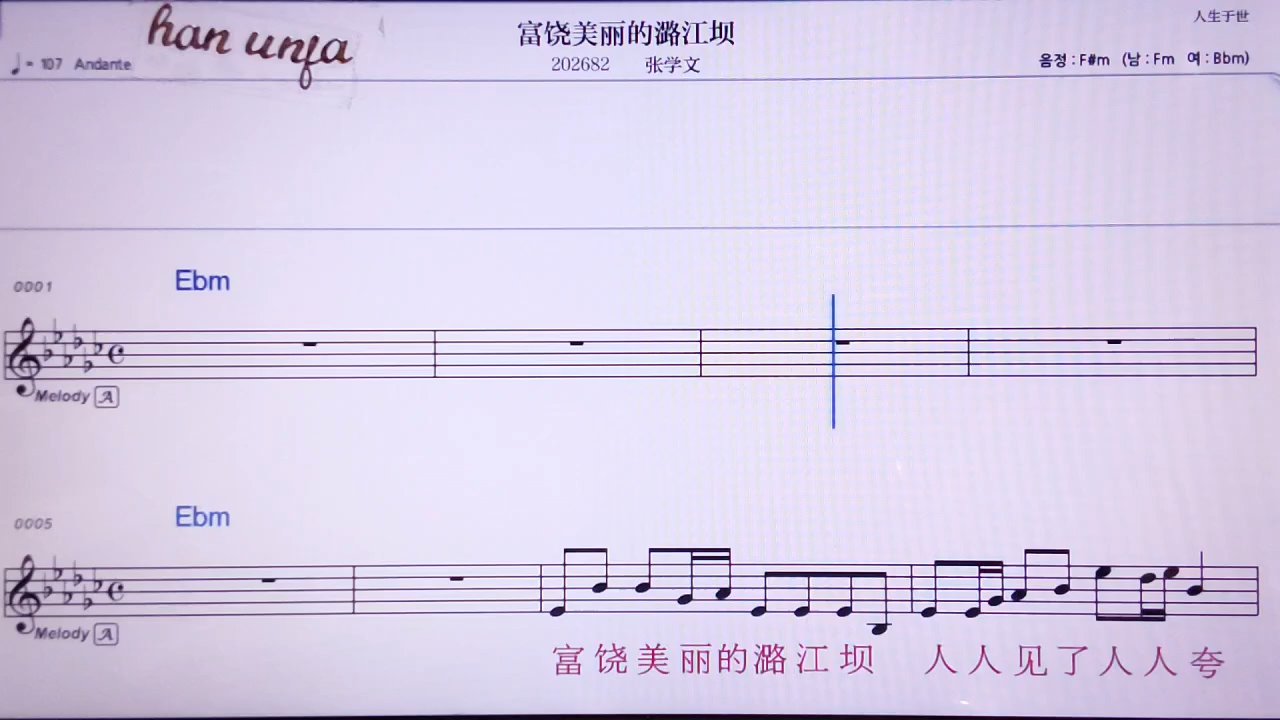 han unfa
富饶美丽的潞江坝
人生于世
♩= 107 Andante
202682 张学文
음정 : F#m (남 : Fm 여 : Bbm)
Ebm
0001
Melody A
Ebm
0005
Melody A
富饶美丽的潞江坝 人人见了人人夸